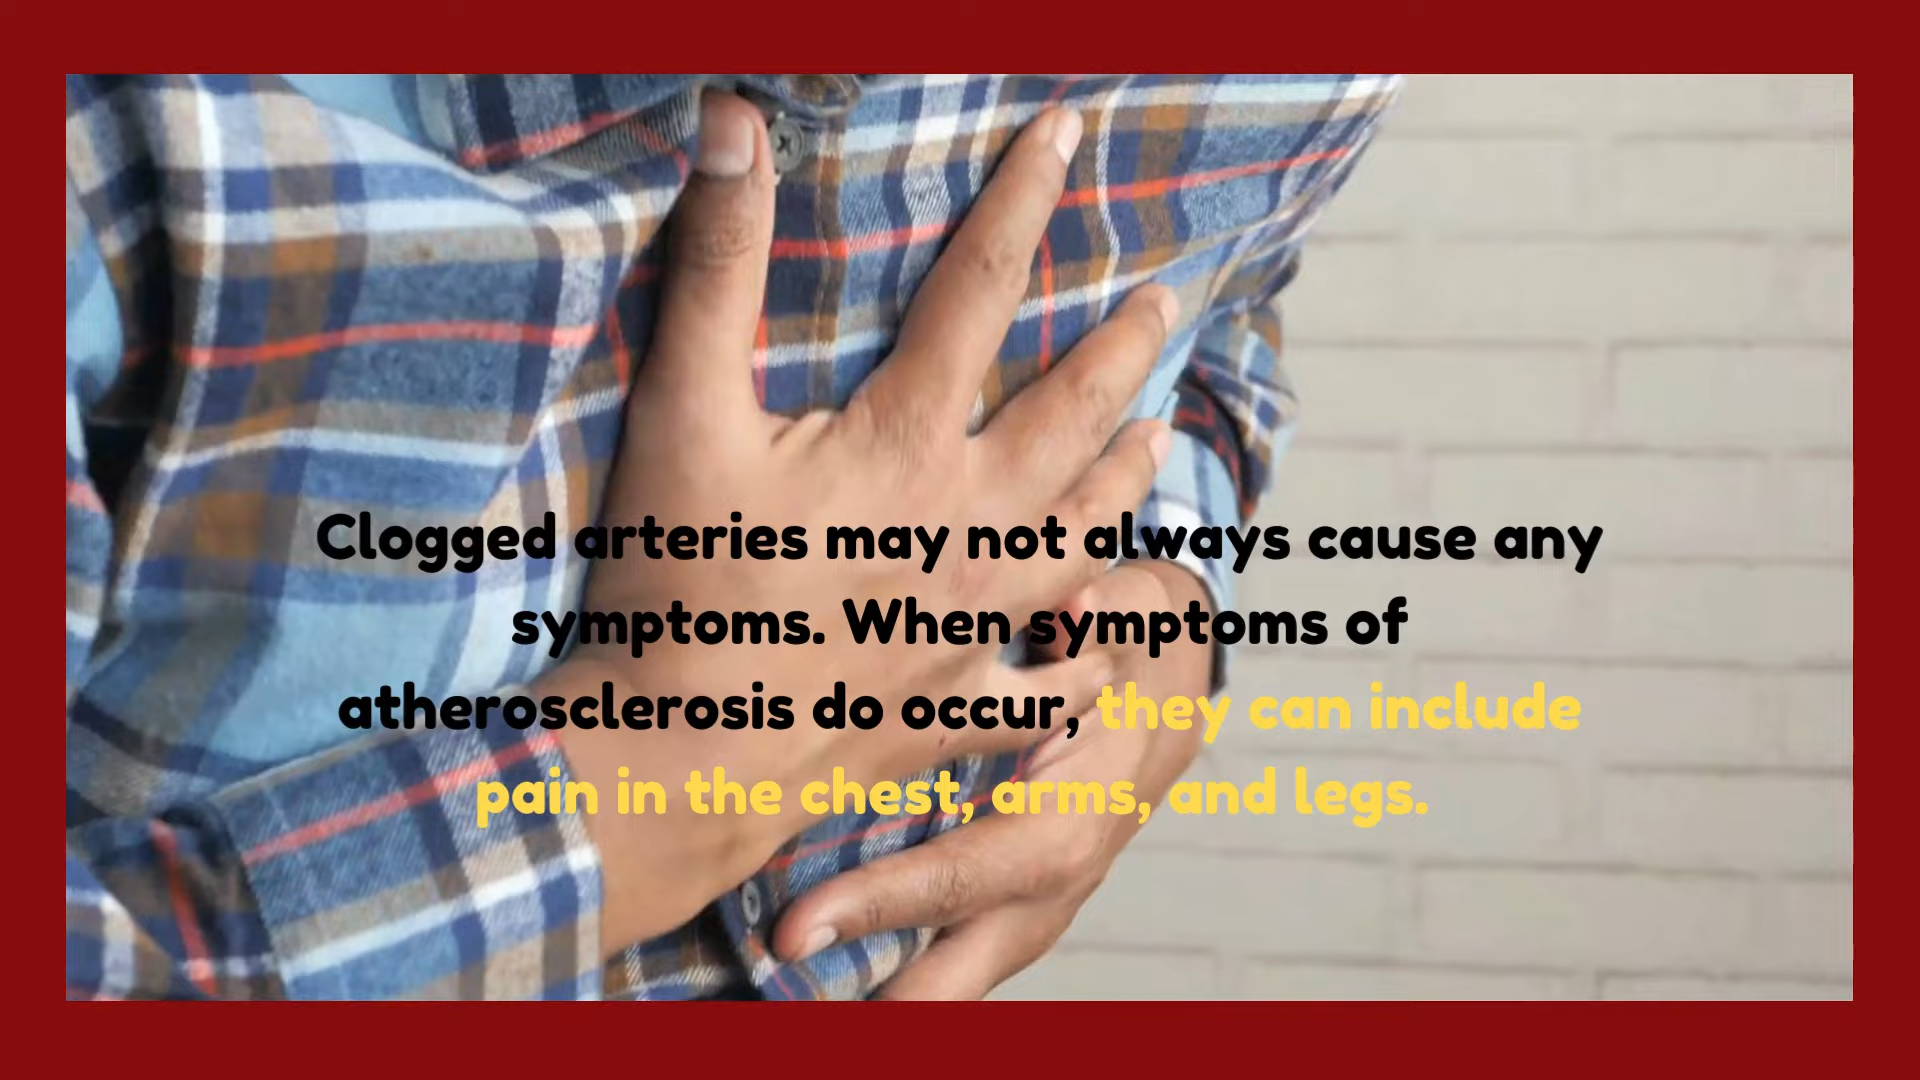 Clogged arteries may not always cause any
symptoms. When symptoms of
atherosclerosis do occur, they can include
pain in the chest, arms, and legs.